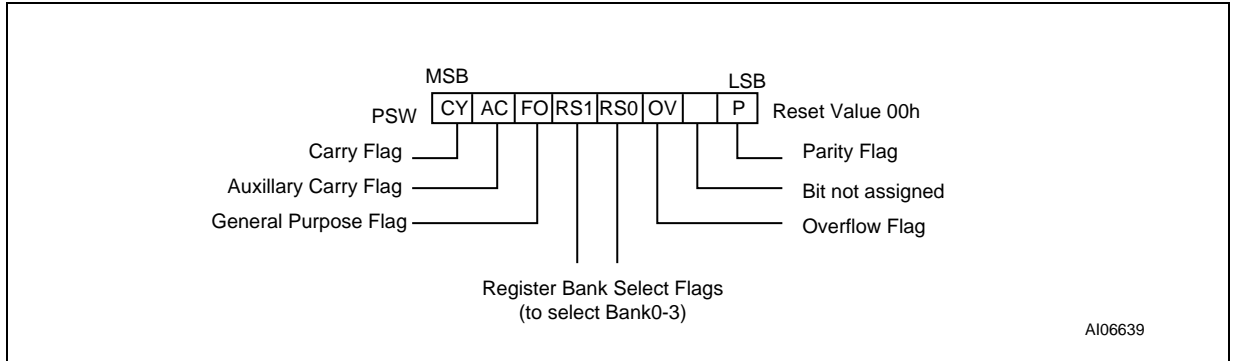 MSB
LSB
PSW CY AC FO RS1 RS0 OV P Reset Value 00h
Carry Flag
Parity Flag
Auxillary Carry Flag
Bit not assigned
General Purpose Flag
Overflow Flag
Register Bank Select Flags
(to select Bank0-3)
AI06639